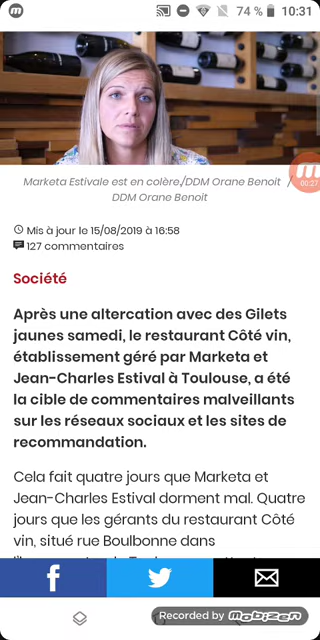 74 % 10:31
Marketa Estivale est en colère./DDM Orane Benoit /
DDM Orane Benoit
00:27
Mis à jour le 15/08/2019 à 16:58
127 commentaires
Société
Après une altercation avec des Gilets
jaunes samedi, le restaurant Côté vin,
établissement géré par Marketa et
Jean-Charles Estival à Toulouse, a été
la cible de commentaires malveillants
sur les réseaux sociaux et les sites de
recommandation.
Cela fait quatre jours que Marketa et
Jean-Charles Estival dorment mal. Quatre
jours que les gérants du restaurant Côté
vin, situé rue Boulbonne dans
Recorded by mobizen